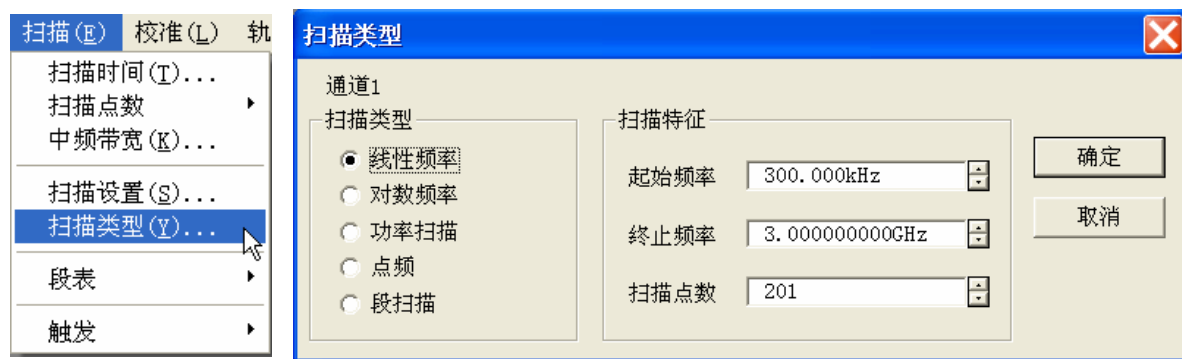 扫描(E) 校准(L) 轨
扫描时间(T)...
扫描点数
中频带宽(K)...
扫描设置(S)...
扫描类型(Y)...
段表
触发
扫描类型
通道1
扫描类型
线性频率
对数频率
功率扫描
点频
段扫描
扫描特征
起始频率 300.000kHz
终止频率 3.000000000GHz
扫描点数 201
确定
取消